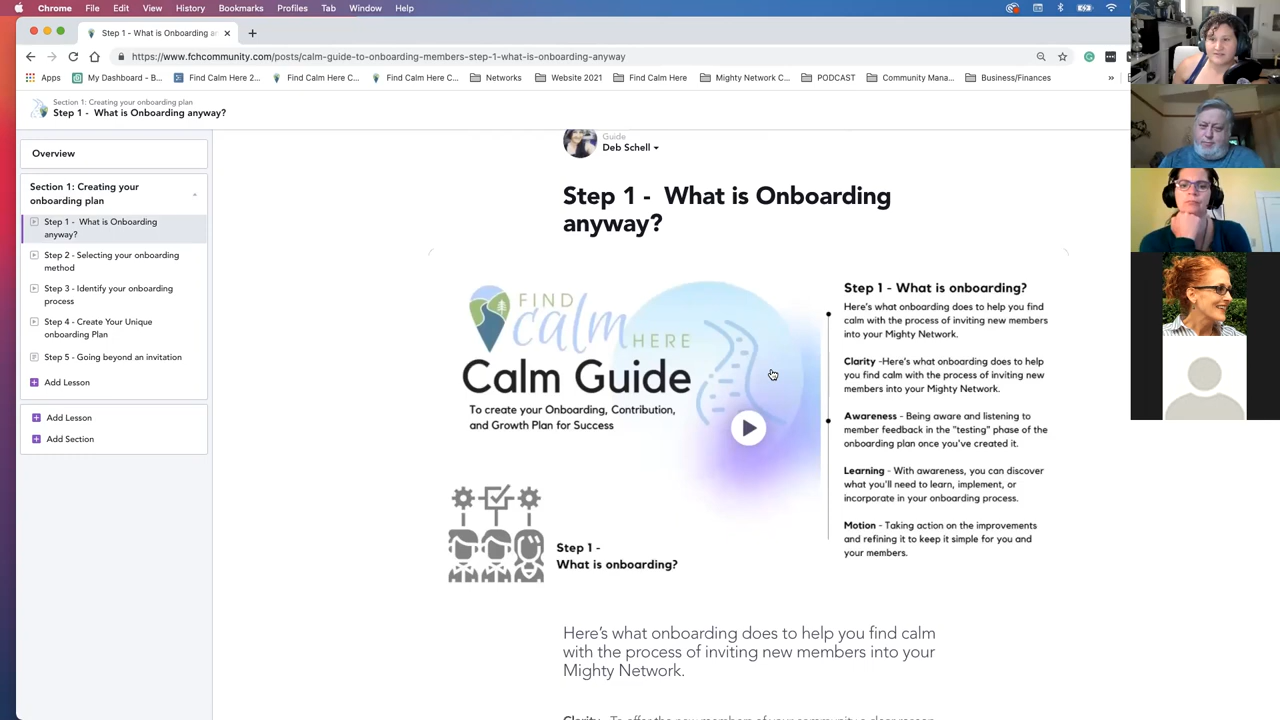 Chrome File Edit View History Bookmarks Profiles Tab Window Help
Step 1 - What is Onboarding an
https://www.fchcommunity.com/posts/calm-guide-to-onboarding-members-step-1-what-is-onboarding-anyway
Apps My Dashboard - B... Find Calm Here 2... Find Calm Here C... Find Calm Here C... Networks Website 2021 Find Calm Here Mighty Network C... PODCAST Community Mana... Business/Finances »
Section 1: Creating your onboarding plan
Step 1 - What is Onboarding anyway?
Overview
Section 1: Creating your
onboarding plan
Step 1 - What is Onboarding
anyway?
Step 2 - Selecting your onboarding
method
Step 3 - Identify your onboarding
process
Step 4 - Create Your Unique
onboarding Plan
Step 5 - Going beyond an invitation
Add Lesson
Add Lesson
Add Section
Guide
Deb Schell
Step 1 - What is Onboarding
anyway?
FIND
calm
HERE
Calm Guide
To create your Onboarding, Contribution,
and Growth Plan for Success
Step 1 -
What is onboarding?
Step 1 - What is onboarding?
Here's what onboarding does to help you find
calm with the process of inviting new members
into your Mighty Network.
Clarity -Here's what onboarding does to help
you find calm with the process of inviting new
members into your Mighty Network.
Awareness - Being aware and listening to
member feedback in the "testing" phase of the
onboarding plan once you've created it.
Learning - With awareness, you can discover
what you'll need to learn, implement, or
incorporate in your onboarding process.
Motion - Taking action on the improvements
and refining it to keep it simple for you and
your members.
Here's what onboarding does to help you find calm
with the process of inviting new members into your
Mighty Network.